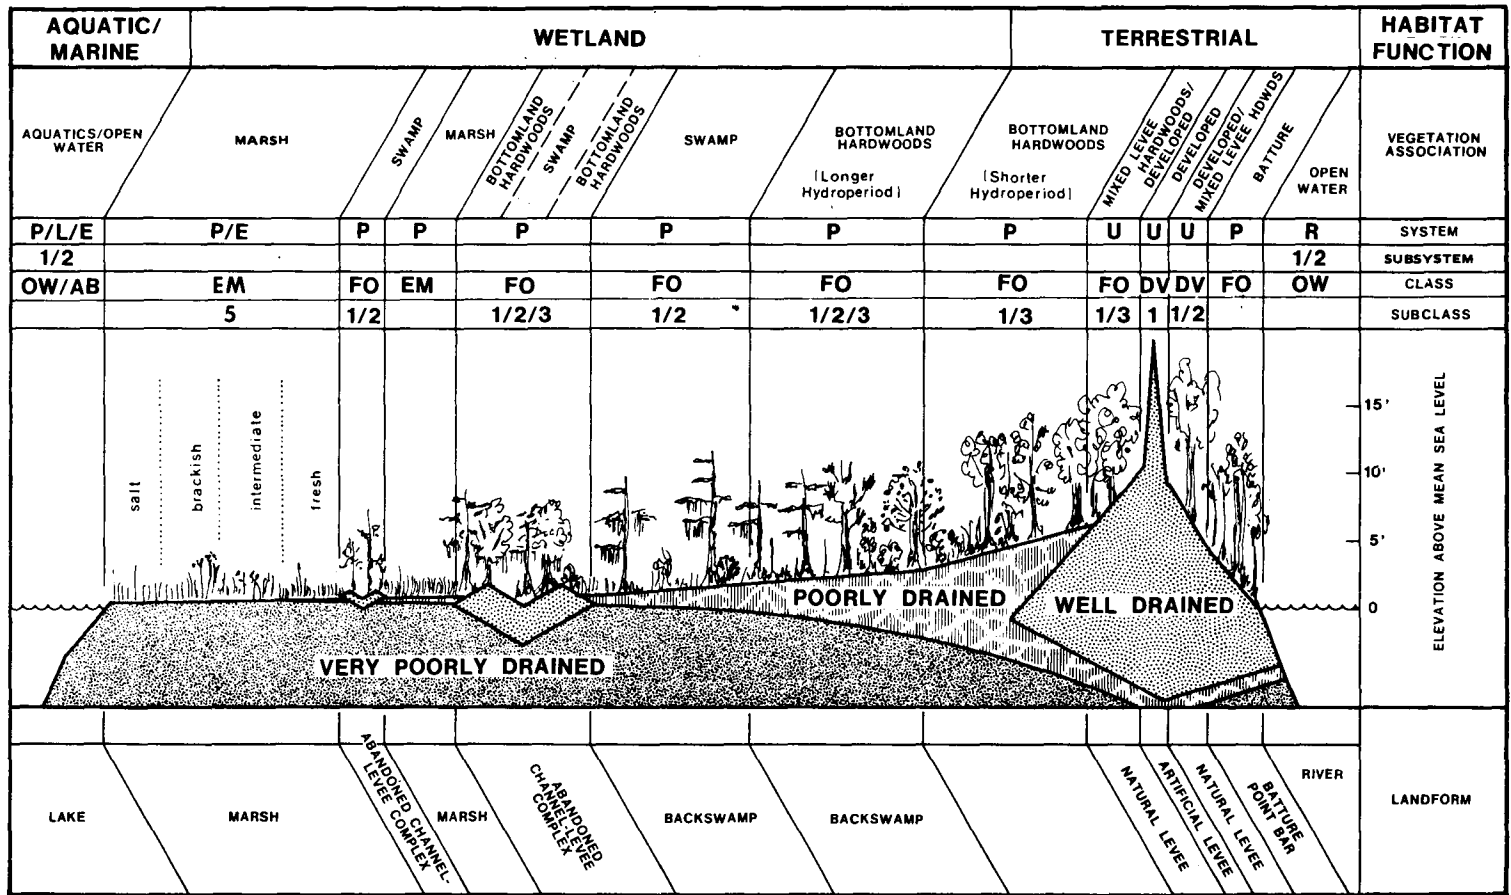 AQUATIC/
MARINE
WETLAND
TERRESTRIAL
HABITAT
FUNCTION
AQUATICS/OPEN
WATER
MARSH
SWAMP
MARSH
BOTTOMLAND
HARDWOODS
SWAMP
BOTTOMLAND
HARDWOODS
SWAMP
BOTTOMLAND
HARDWOODS
(Longer
Hydroperiod)
BOTTOMLAND
HARDWOODS
(Shorter
Hydroperiod)
MIXED LEVEE
HARDWOODS/
DEVELOPED
DEVELOPED
DEVELOPED/
MIXED LEVEE HDWDS
BATTURE
OPEN
WATER
VEGETATION
ASSOCIATION
P/L/E P/E P P P P P P U U U P R SYSTEM
1/2 1/2 SUBSYSTEM
OW/AB EM FO EM FO FO FO FO FO DV DV FO OW CLASS
5 1/2 1/2/3 1/2 1/2/3 1/3 1/3 1 1/2 SUBCLASS
salt
brackish
intermediate
fresh
15'
10'
5'
0
ELEVATION ABOVE MEAN SEA LEVEL
POORLY DRAINED
WELL DRAINED
VERY POORLY DRAINED
LAKE
MARSH
ABANDONED CHANNEL-
LEVEE COMPLEX
MARSH
ABANDONED
CHANNEL-LEVEE
COMPLEX
BACKSWAMP
BACKSWAMP
NATURAL LEVEE
ARTIFICIAL LEVEE
NATURAL LEVEE
BATTURE
POINT BAR
RIVER
LANDFORM